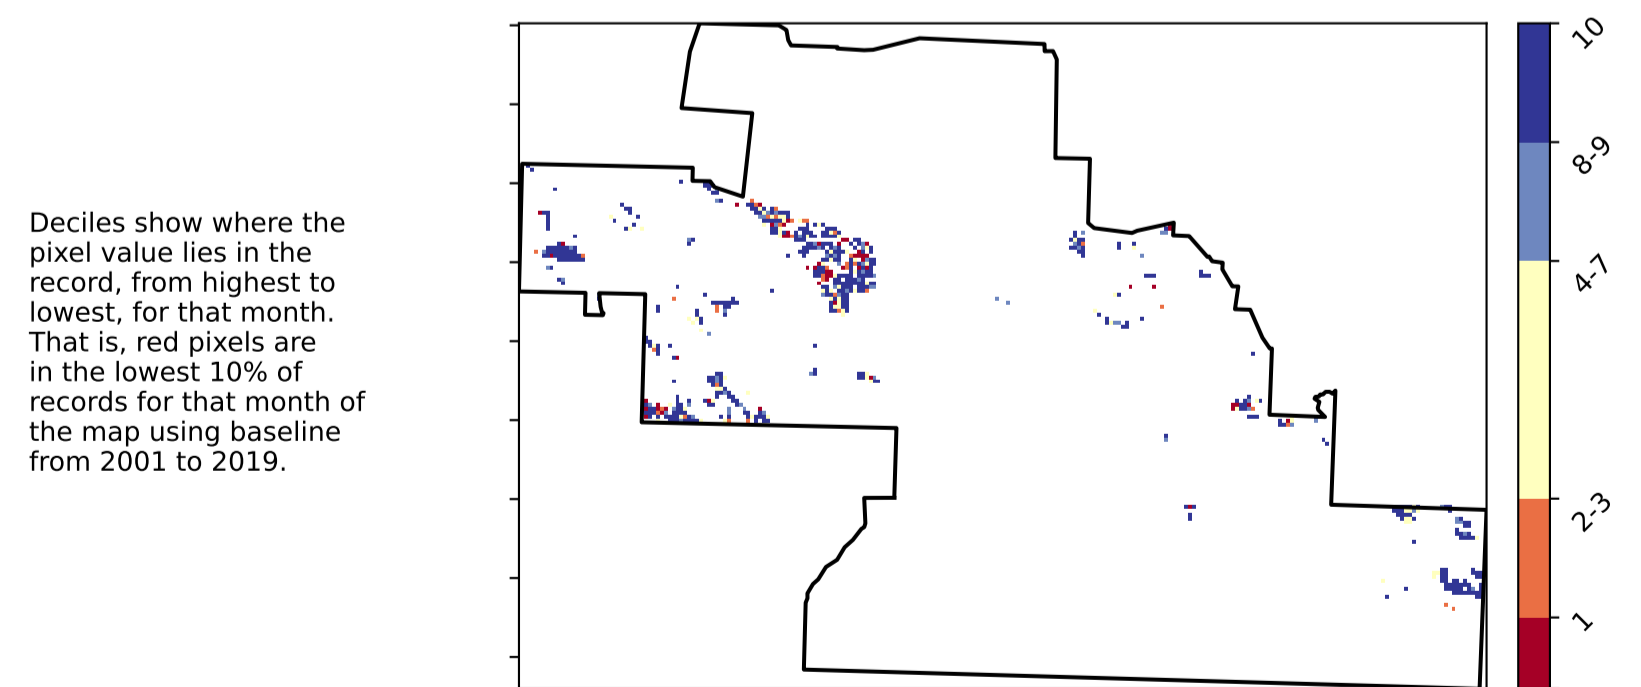 Deciles show where the
pixel value lies in the
record, from highest to
lowest, for that month.
That is, red pixels are
in the lowest 10% of
records for that month of
the map using baseline
from 2001 to 2019.
10
8-9
4-7
2-3
1